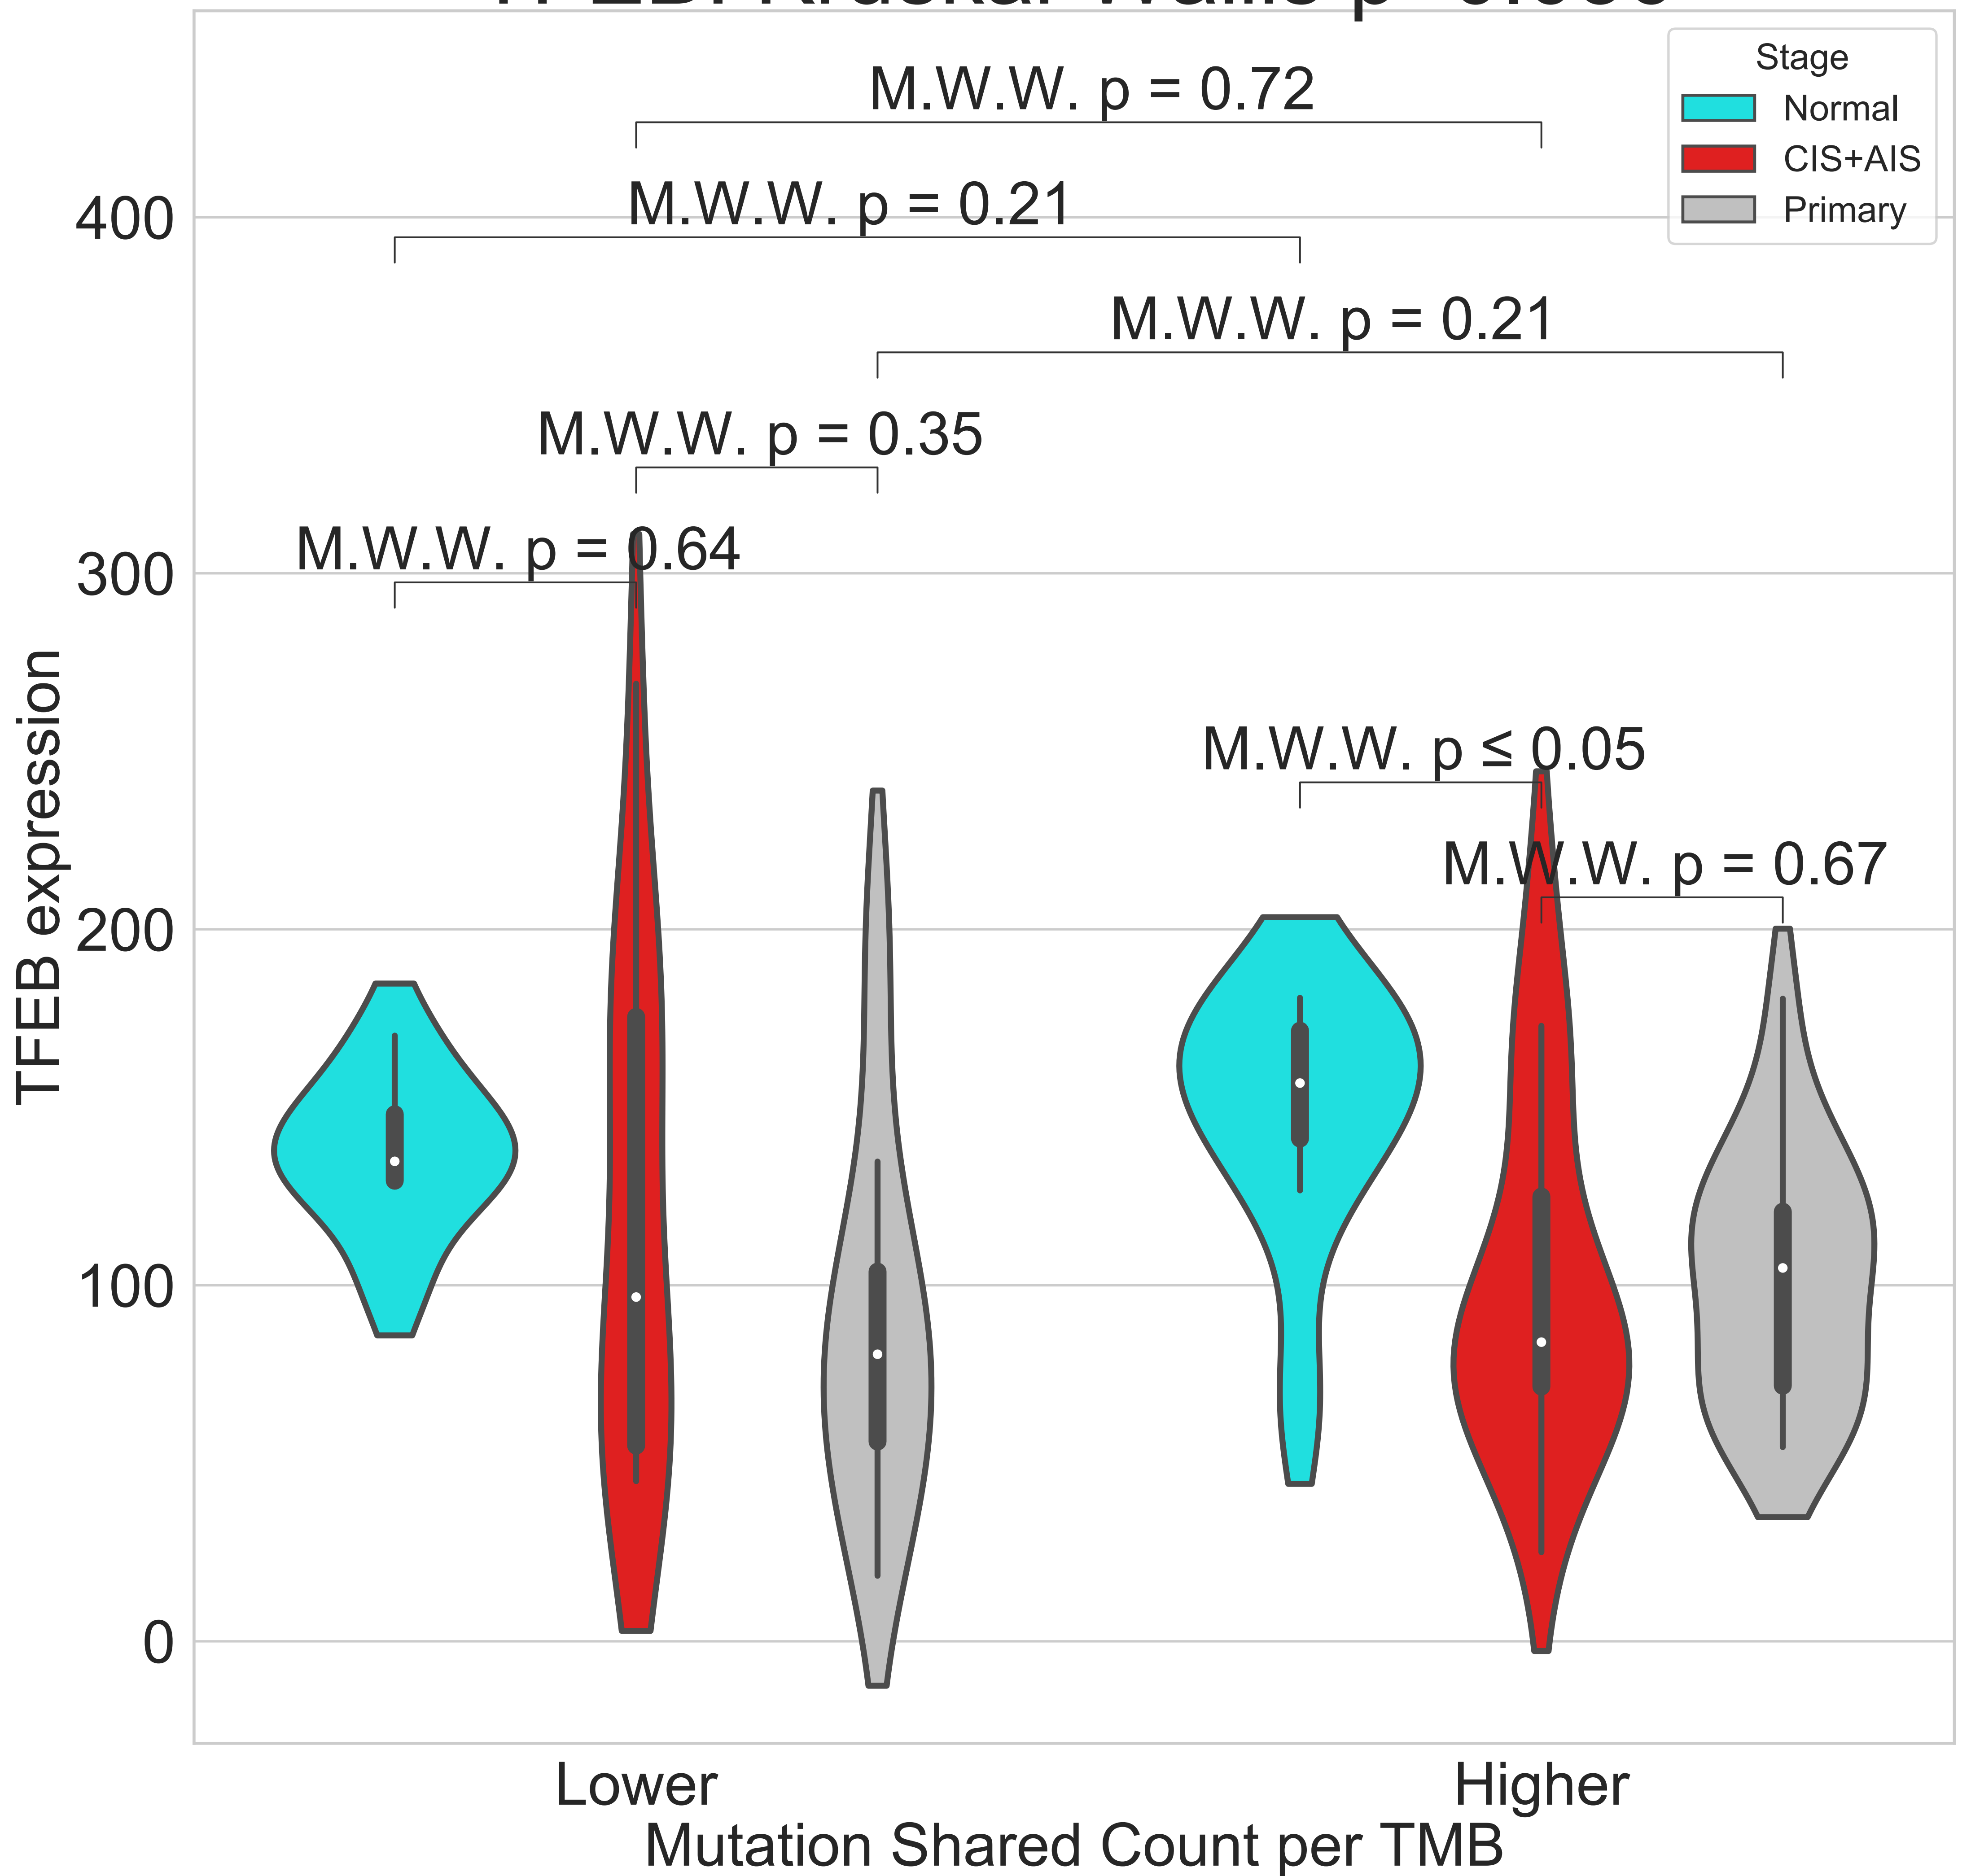 Stage
Normal
CIS+AIS
Primary
M.W.W. p = 0.72
M.W.W. p = 0.21
M.W.W. p = 0.21
M.W.W. p = 0.35
M.W.W. p = 0.64
M.W.W. p ≤ 0.05
M.W.W. p = 0.67
TFEB expression
400
300
200
100
0
Lower
Higher
Mutation Shared Count per TMB